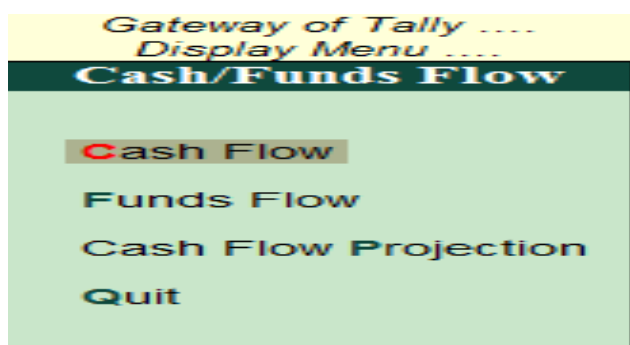 Gateway of Tally ....
Display Menu ....
Cash/Funds Flow
Cash Flow
Funds Flow
Cash Flow Projection
Quit